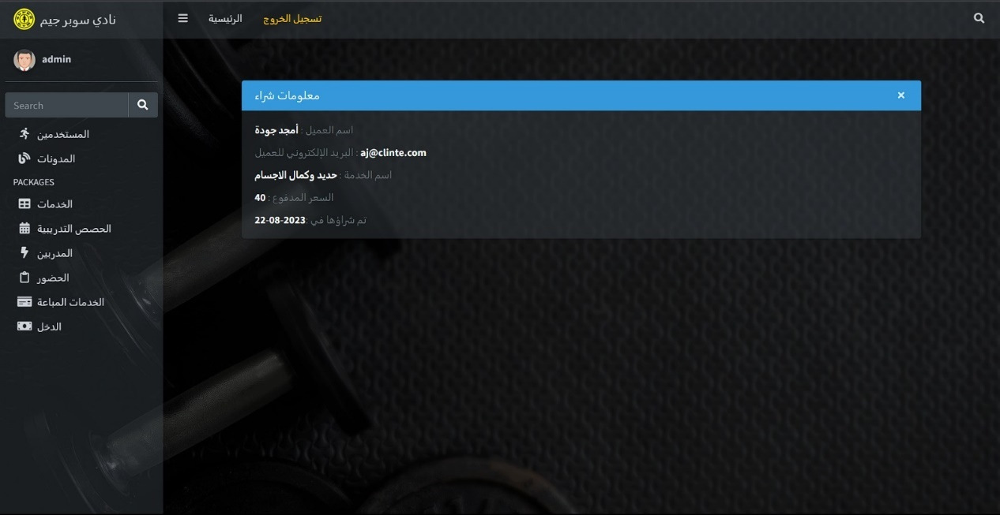 نادي سوبر جيم
الرئيسية
تسجيل الخروج
admin
Search
المستخدمين
المدونات
PACKAGES
الخدمات
الحصص التدريبية
المدربين
الحضور
الخدمات المباعة
الدخل
معلومات شراء
×
اسم العميل : أمجد جودة
البريد الإلكتروني للعميل : aj@clinte.com
اسم الخدمة : حديد وكمال الاجسام
السعر المدفوع : 40
تم شراؤها في :22-08-2023